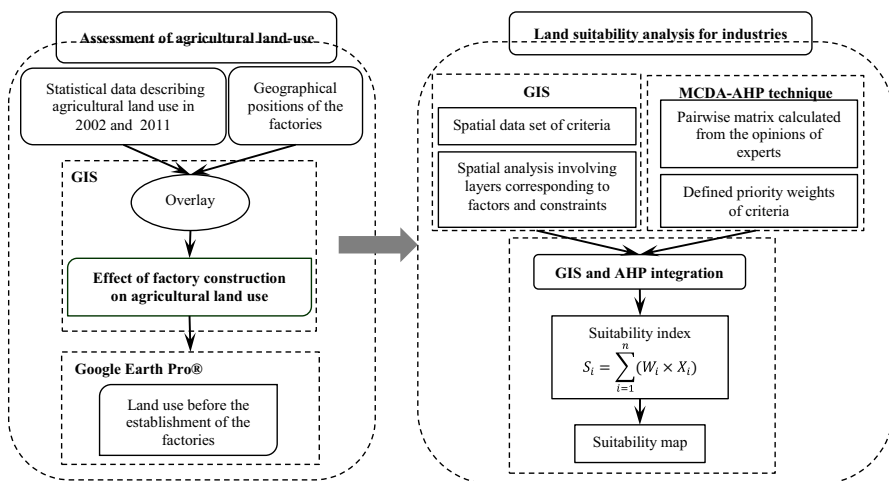 Assessment of agricultural land-use
Statistical data describing
agricultural land use in
2002 and 2011
Geographical
positions of the
factories
GIS
Overlay
Effect of factory construction
on agricultural land use
Google Earth Pro®
Land use before the
establishment of the
factories
Land suitability analysis for industries
GIS
Spatial data set of criteria
Spatial analysis involving
layers corresponding to
factors and constraints
MCDA-AHP technique
Pairwise matrix calculated
from the opinions of
experts
Defined priority weights
of criteria
GIS and AHP integration
Suitability index
$S_i = \sum_{i=1}^{n} (W_i \times X_i)$
Suitability map